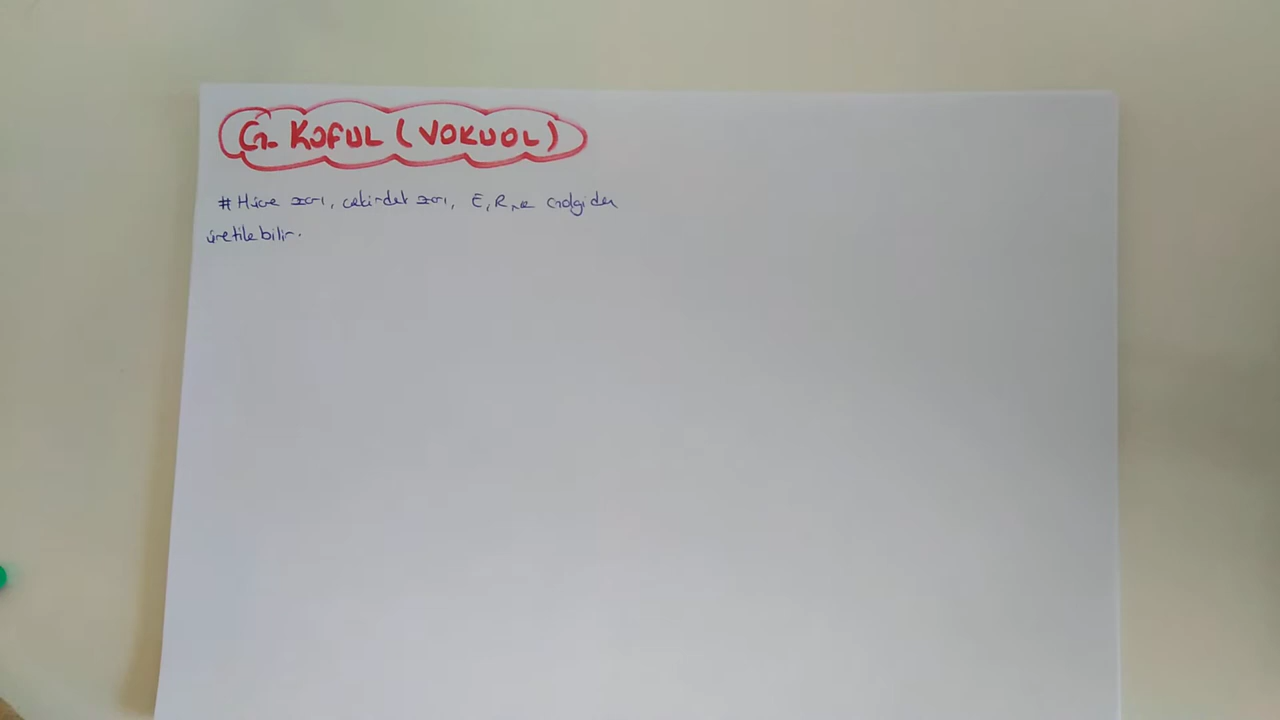 G. KOFUL (VOKUOL)
# Hücre zarı, çekirdek zarı, E,R ve Golgiden
üretilebilir.